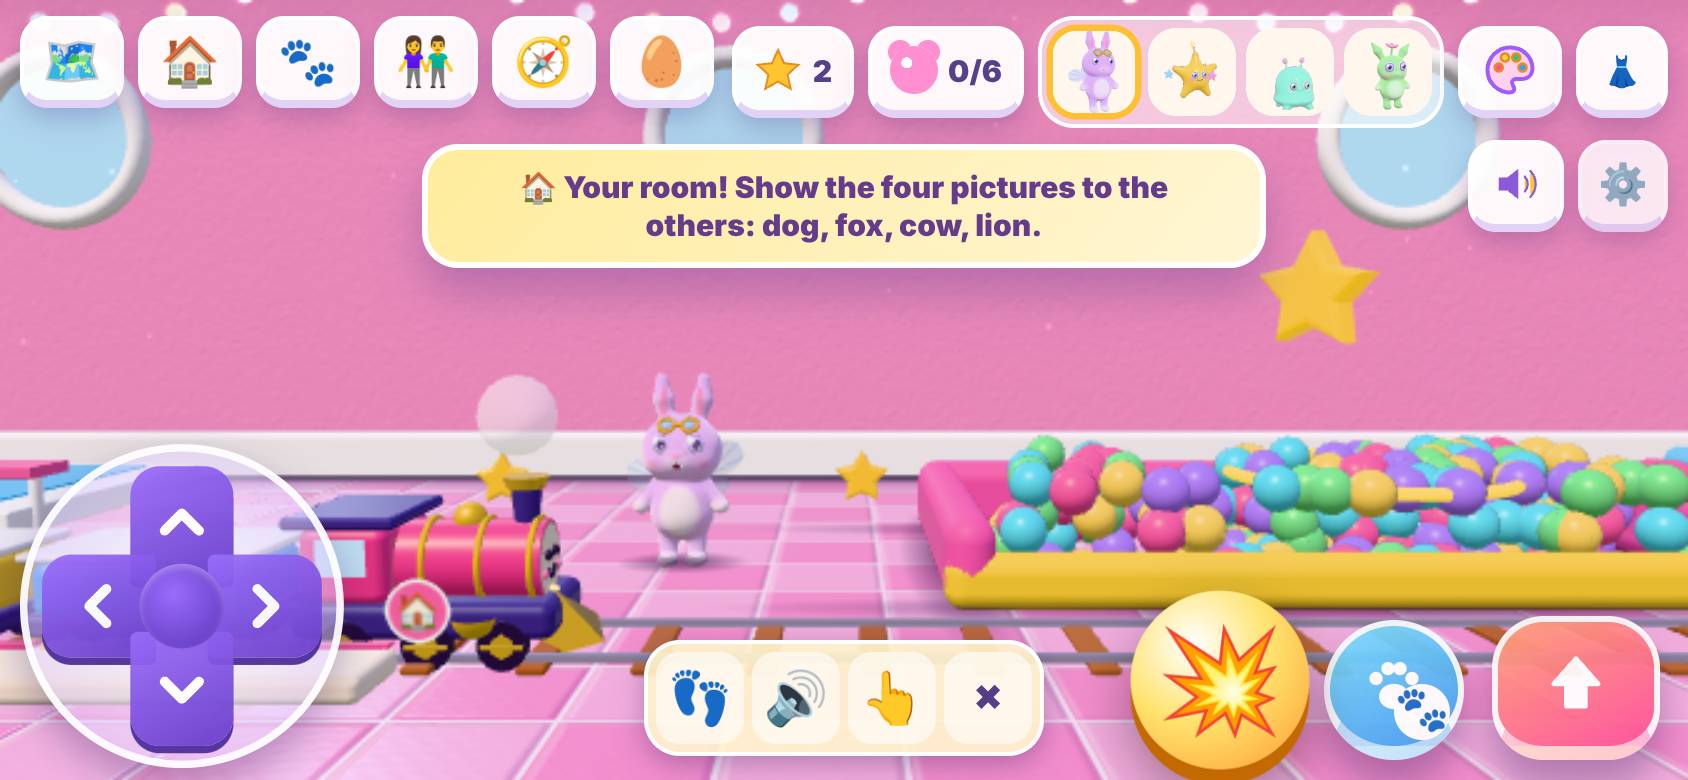 2
0/6
🏠 Your room! Show the four pictures to the
others: dog, fox, cow, lion.